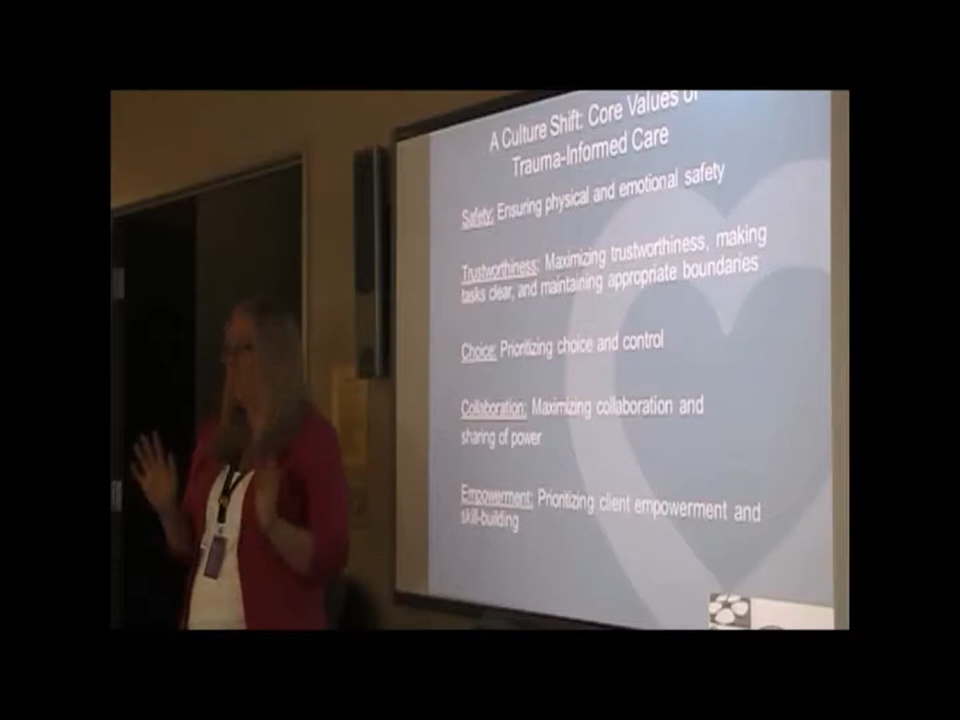 A Culture Shift: Core Values of
Trauma-Informed Care
Safety: Ensuring physical and emotional safety
Trustworthiness: Maximizing trustworthiness, making
tasks clear, and maintaining appropriate boundaries
Choice: Prioritizing choice and control
Collaboration: Maximizing collaboration and
sharing of power
Empowerment: Prioritizing client empowerment and
skill-building